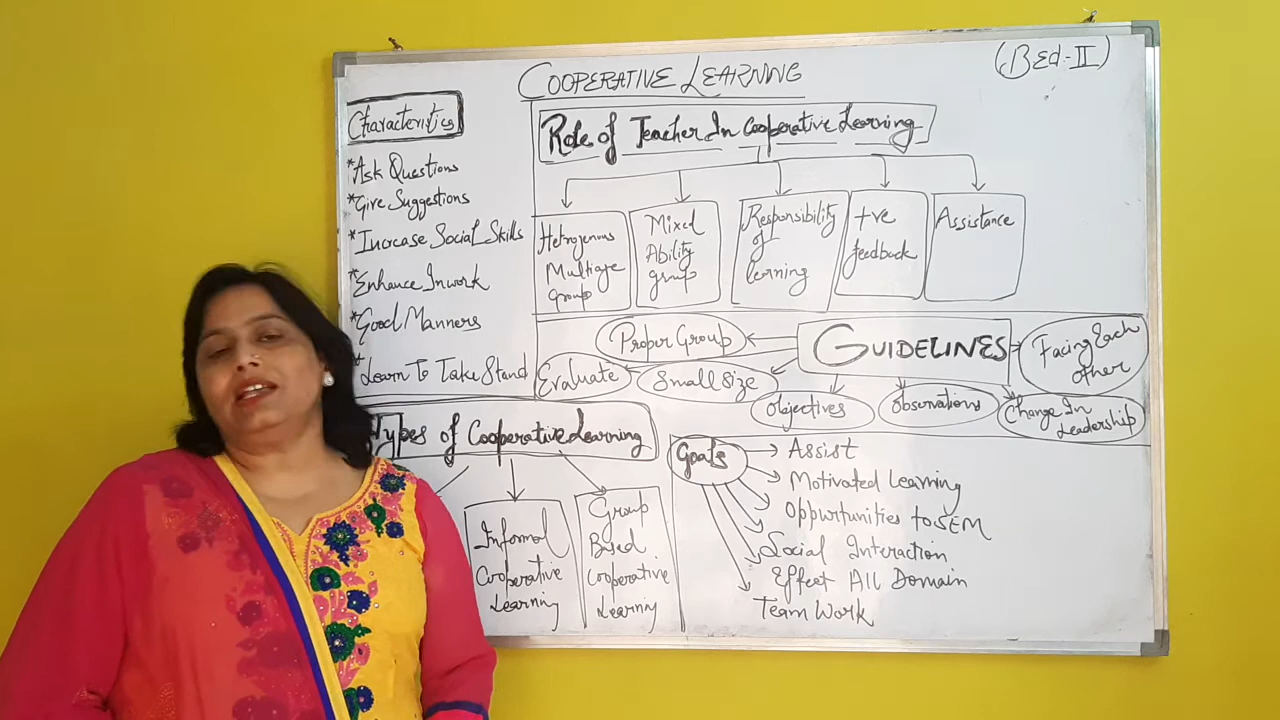 COOPERATIVE LEARNING
(BEd-II)
Characteristics
*Ask Questions
*Give Suggestions
*Increase Social Skills
*Enhance Inwork
*Good Manners
*Learn To Take Stand
Role of Teacher In Cooperative Learning
Hetrogenous
Multiage
group
Mixed
Ability
group
Responsibility
of
learning
+ve
feedback
Assistance
GUIDELINES
Proper Group
Evaluate
Small Size
Objectives
Observations
Change In
Leadership
Facing Each
other
Types of Cooperative Learning
Informal
Cooperative
Learning
Group
Based
Cooperative
Learning
Goals
Assist
Motivated Learning
Oppurtunities to SEM
Social Interaction
Effect All Domain
Team Work